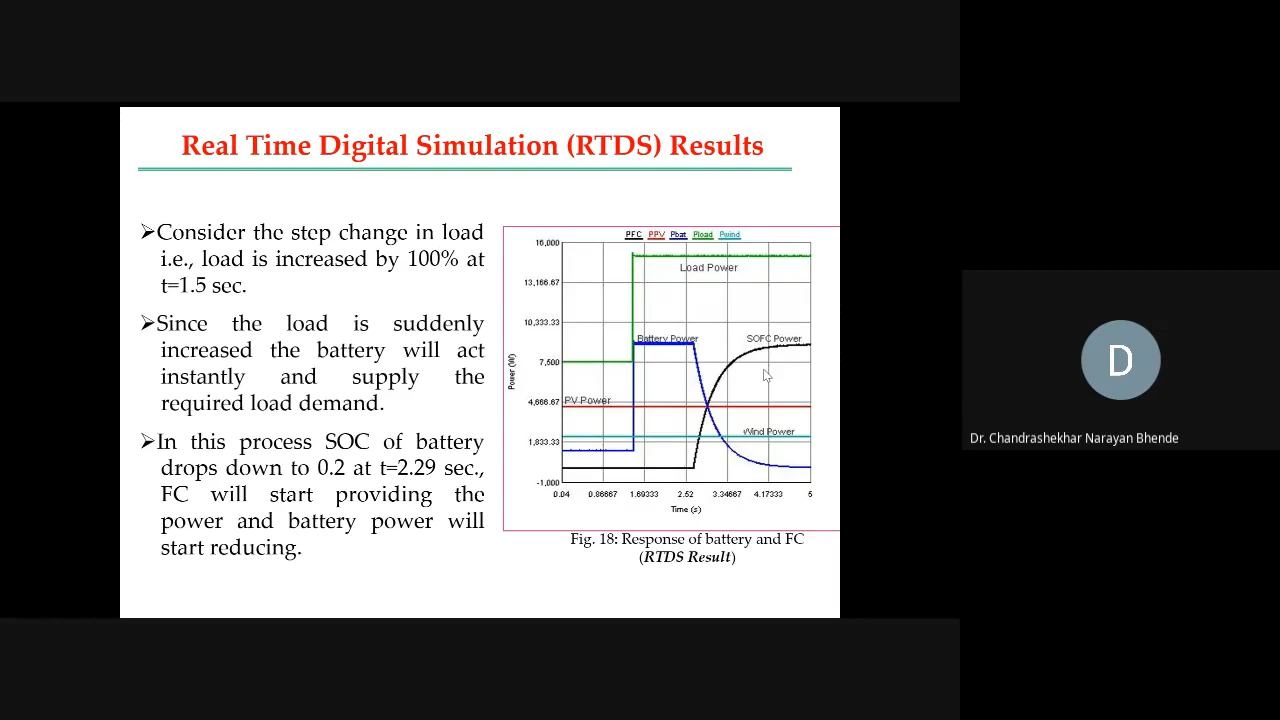 Real Time Digital Simulation (RTDS) Results
➢Consider the step change in load
i.e., load is increased by 100% at
t=1.5 sec.
➢Since the load is suddenly
increased the battery will act
instantly and supply the
required load demand.
➢In this process SOC of battery
drops down to 0.2 at t=2.29 sec.,
FC will start providing the
power and battery power will
start reducing.
PFC PPV Pbat Pload Pwind
16,000
13,166.67
10,333.33
7,500
4,666.67
1,833.33
-1,000
Power (W)
Load Power
Battery Power
SOFC Power
PV Power
Wind Power
0.04 0.86667 1.69333 2.52 3.34667 4.17333 5
Time (s)
Fig. 18: Response of battery and FC
(RTDS Result)
D
Dr. Chandrashekhar Narayan Bhende